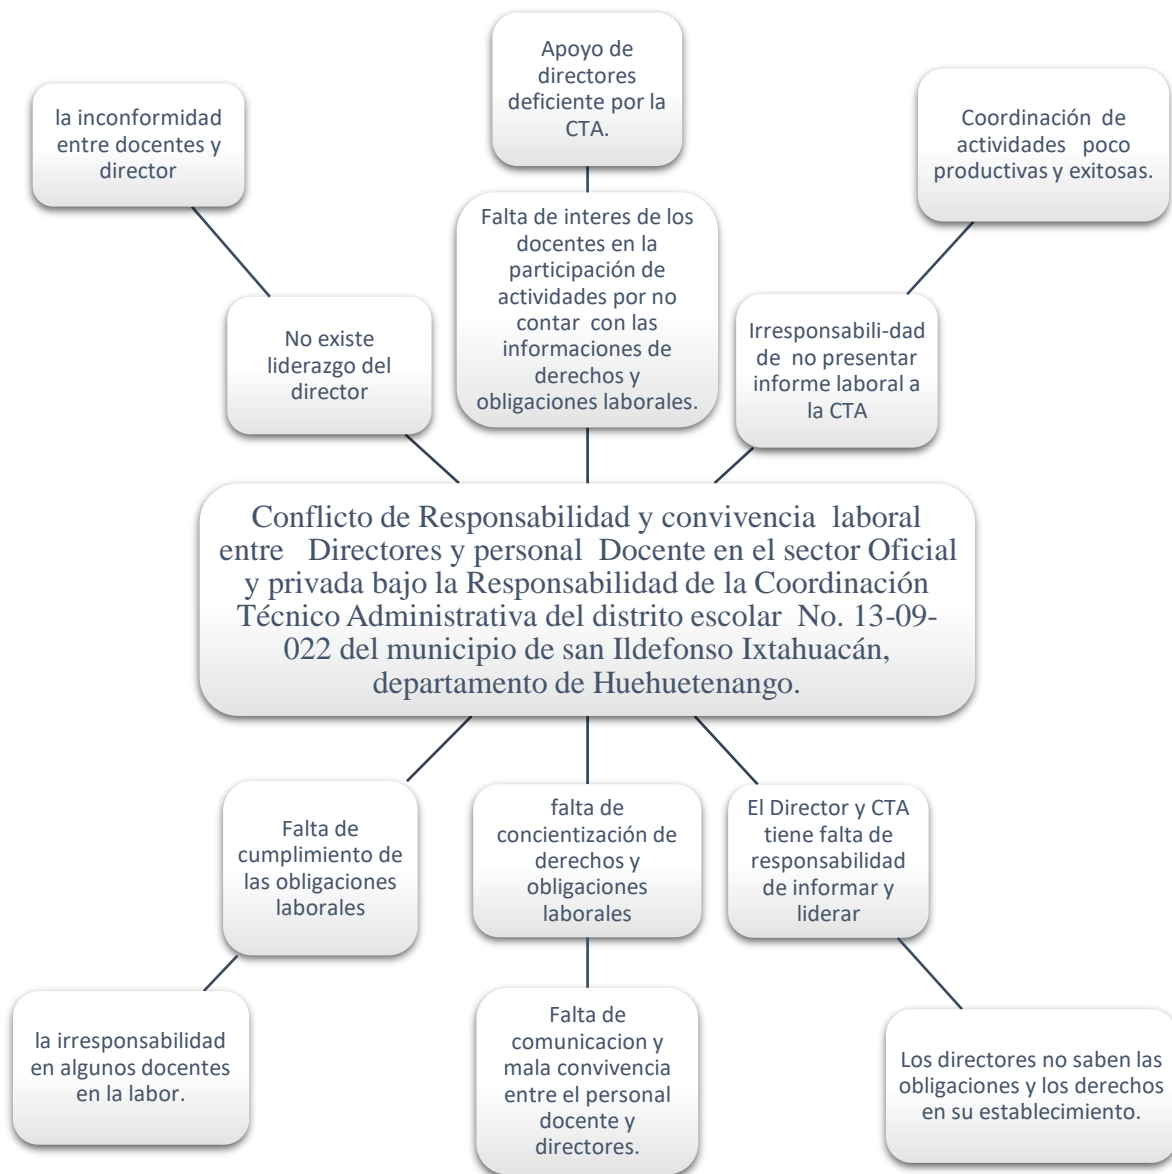 Apoyo de
directores
deficiente por la
CTA.
la inconformidad
entre docentes y
director
Coordinación de
actividades poco
productivas y exitosas.
Falta de interes de los
docentes en la
participación de
actividades por no
contar con las
informaciones de
derechos y
obligaciones laborales.
No existe
liderazgo del
director
Irresponsabili-dad
de no presentar
informe laboral a
la CTA
Conflicto de Responsabilidad y convivencia laboral
entre Directores y personal Docente en el sector Oficial
y privada bajo la Responsabilidad de la Coordinación
Técnico Administrativa del distrito escolar No. 13-09-
022 del municipio de san Ildefonso Ixtahuacán,
departamento de Huehuetenango.
Falta de
cumplimiento de
las obligaciones
laborales
falta de
concientización de
derechos y
obligaciones
laborales
El Director y CTA
tiene falta de
responsabilidad
de informar y
liderar
la irresponsabilidad
en algunos docentes
en la labor.
Falta de
comunicacion y
mala convivencia
entre el personal
docente y
directores.
Los directores no saben las
obligaciones y los derechos
en su establecimiento.